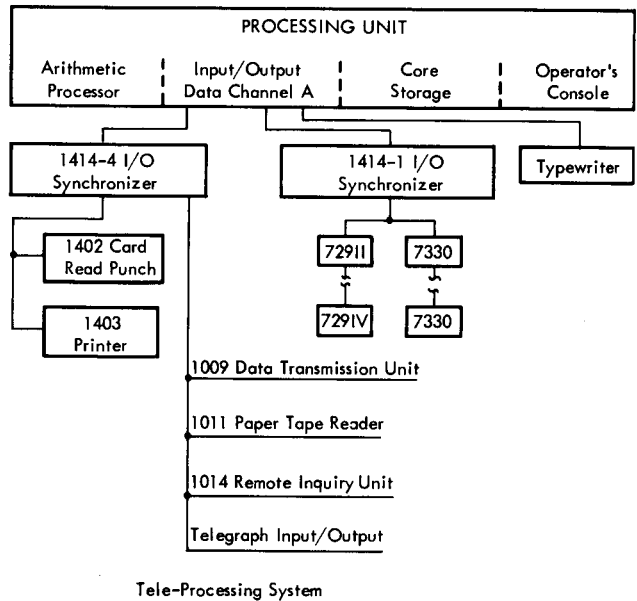 PROCESSING UNIT
Arithmetic Processor
Input/Output Data Channel A
Core Storage
Operator's Console
1414-4 I/O Synchronizer
1414-1 I/O Synchronizer
Typewriter
1402 Card Read Punch
1403 Printer
729II
7330
729IV
7330
1009 Data Transmission Unit
1011 Paper Tape Reader
1014 Remote Inquiry Unit
Telegraph Input/Output
Tele-Processing System